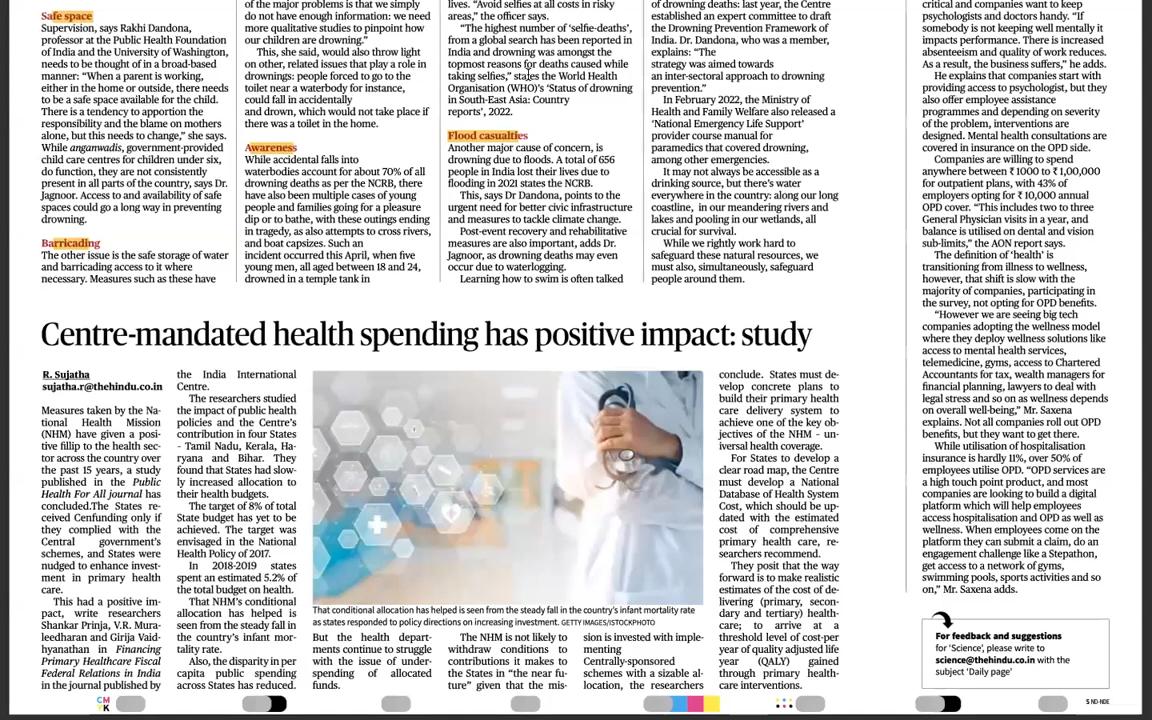 Safe space
Supervision, says Rakhi Dandona,
professor at the Public Health Foundation
of India and the University of Washington,
needs to be thought of in a broad-based
manner: “When a parent is working,
either in the home or outside, there needs
to be a safe space available for the child.
There is a tendency to apportion the
responsibility and the blame on mothers
alone, but this needs to change,” she says.
While anganwadis, government-provided
child care centres for children under six,
do function, they are not consistently
present in all parts of the country, says Dr.
Jagnoor. Access to and availability of safe
spaces could go a long way in preventing
drowning.
Barricading
The other issue is the safe storage of water
and barricading access to it where
necessary. Measures such as these have
of the major problems is that we simply
do not have enough information: we need
more qualitative studies to pinpoint how
our children are drowning.”
This, she said, would also throw light
on other, related issues that play a role in
drownings: people forced to go to the
toilet near a waterbody for instance,
could fall in accidentally
and drown, which would not take place if
there was a toilet in the home.
Awareness
While accidental falls into
waterbodies account for about 70% of all
drowning deaths as per the NCRB, there
have also been multiple cases of young
people and families going for a pleasure
dip or to bathe, with these outings ending
in tragedy, as also attempts to cross rivers,
and boat capsizes. Such an
incident occurred this April, when five
young men, all aged between 18 and 24,
drowned in a temple tank in
lives. “Avoid selfies at all costs in risky
areas,” the officer says.
“The highest number of ‘selfie-deaths’,
from a global search has been reported in
India and drowning was amongst the
topmost reasons for deaths caused while
taking selfies,” states the World Health
Organisation (WHO)’s ‘Status of drowning
in South-East Asia: Country
reports’, 2022.
Flood casualties
Another major cause of concern, is
drowning due to floods. A total of 656
people in India lost their lives due to
flooding in 2021 states the NCRB.
This, says Dr Jagnoor, points to the
urgent need for better civic infrastructure
and measures to tackle climate change.
Post-event recovery and rehabilitative
measures are also important, adds Dr.
Jagnoor, as drowning deaths may even
occur due to waterlogging.
Learning how to swim is often talked
of drowning deaths: last year, the Centre
established an expert committee to draft
the Drowning Prevention Framework of
India. Dr. Dandona, who was a member,
explains: “The
strategy was aimed towards
an inter-sectoral approach to drowning
prevention.”
In February 2022, the Ministry of
Health and Family Welfare also released a
‘National Emergency Life Support’
provider course manual for
paramedics that covered drowning,
among other emergencies.
It may not always be accessible as a
drinking source, but there’s water
everywhere in the country: along our long
coastline, in our meandering rivers and
lakes and pooling in our wetlands, all
crucial for survival.
While we rightly work hard to
safeguard these natural resources, we
must also, simultaneously, safeguard
people around them.
critical and companies want to keep
psychologists and doctors handy. “If
somebody is not keeping well mentally it
impacts performance. There is increased
absenteeism and quality of work reduces.
As a result, the business suffers,” he adds.
He explains that companies start with
providing access to psychologist, but they
also offer employee assistance
programmes and depending on severity
of the problem, interventions are
designed. Mental health consultations are
covered in insurance on the OPD side.
Companies are willing to spend
anywhere between ₹1000 to ₹1,00,000
for outpatient plans, with 43% of
employers opting for ₹10,000 annual
OPD cover. “This includes two to three
General Physician visits in a year, and
balance is utilised on dental and vision
sub-limits,” the AON report says.
The definition of ‘health’ is
transitioning from illness to wellness,
however, that shift is slow with the
majority of companies, participating in
the survey, not opting for OPD benefits.
“However we are seeing big tech
companies adopting the wellness model
where they deploy wellness solutions like
access to mental health services,
telemedicine, gyms, access to Chartered
Accountants for tax, wealth managers for
financial planning, lawyers to deal with
legal stress and so on as wellness depends
on overall well-being,” Mr. Saxena
explains. Not all companies roll out OPD
benefits, but they want to get there.
While utilisation of hospitalisation
insurance is hardly 11%, over 50% of
employees utilise OPD. “OPD services are
a high touch point product, and most
companies are looking to build a digital
platform which will help employees
access hospitalisation and OPD as well as
wellness. When employees come on the
platform they can submit a claim, do an
engagement challenge like a Stepathon,
get access to a network of gyms,
swimming pools, sports activities and so
on,” Mr. Saxena adds.
Centre-mandated health spending has positive impact: study
R. Sujatha
sujatha.r@thehindu.co.in
Measures taken by the Na-
tional Health Mission
(NHM) have given a posi-
tive fillip to the health sec-
tor across the country over
the past 15 years, a study
published in the Public
Health For All journal has
concluded.The States re-
ceived Cenfunding only if
they complied with the
Central government’s
schemes, and States were
nudged to enhance invest-
ment in primary health
care.
This had a positive im-
pact, write researchers
Shankar Prinja, V.R. Mura-
leedharan and Girija Vaid-
hyanathan in Financing
Primary Healthcare Fiscal
Federal Relations in India
in the journal published by
the India International
Centre.
The researchers studied
the impact of public health
policies and the Centre’s
contribution in four States
- Tamil Nadu, Kerala, Ha-
ryana and Bihar. They
found that States had slow-
ly increased allocation to
their health budgets.
The target of 8% of total
State budget has yet to be
achieved. The target was
envisaged in the National
Health Policy of 2017.
In 2018-2019 states
spent an estimated 5.2% of
the total budget on health.
That NHM’s conditional
allocation has helped is
seen from the steady fall in
the country’s infant mor-
tality rate.
Also, the disparity in per
capita public spending
across States has reduced.
That conditional allocation has helped is seen from the steady fall in the country’s infant mortality rate
as states responded to policy directions on increasing investment. GETTY IMAGES/ISTOCKPHOTO
But the health depart-
ments continue to struggle
with the issue of under-
spending of allocated
funds.
The NHM is not likely to
withdraw conditions to
contributions it makes to
the States in “the near fu-
ture” given that the mis-
sion is invested with imple-
menting
Centrally-sponsored
schemes with a sizable al-
location, the researchers
conclude. States must de-
velop concrete plans to
build their primary health
care delivery system to
achieve one of the key ob-
jectives of the NHM – un-
iversal health coverage.
For States to develop a
clear road map, the Centre
must develop a National
Database of Health System
Cost, which should be up-
dated with the estimated
cost of comprehensive
primary health care, re-
searchers recommend.
They posit that the way
forward is to make realistic
estimates of the cost of de-
livering (primary, secon-
dary and tertiary) health-
care; to arrive at a
threshold level of cost-per
year of quality adjusted life
year (QALY) gained
through primary health-
care interventions.
For feedback and suggestions
for ‘Science’, please write to
science@thehindu.co.in with the
subject ‘Daily page’
CM
YK
5 ND-NDE